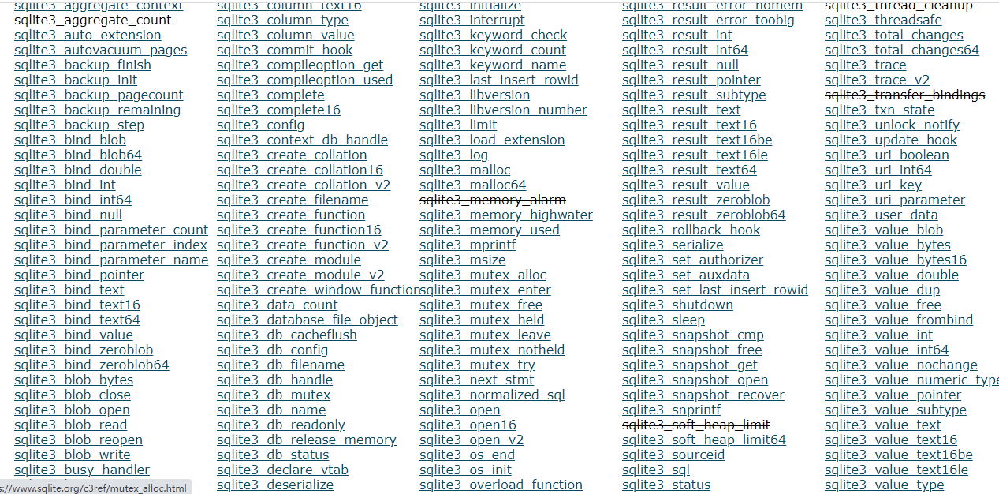 sqlite3_aggregate_context
sqlite3_aggregate_count
sqlite3_auto_extension
sqlite3_autovacuum_pages
sqlite3_backup_finish
sqlite3_backup_init
sqlite3_backup_pagecount
sqlite3_backup_remaining
sqlite3_backup_step
sqlite3_bind_blob
sqlite3_bind_blob64
sqlite3_bind_double
sqlite3_bind_int
sqlite3_bind_int64
sqlite3_bind_null
sqlite3_bind_parameter_count
sqlite3_bind_parameter_index
sqlite3_bind_parameter_name
sqlite3_bind_pointer
sqlite3_bind_text
sqlite3_bind_text16
sqlite3_bind_text64
sqlite3_bind_value
sqlite3_bind_zeroblob
sqlite3_bind_zeroblob64
sqlite3_blob_bytes
sqlite3_blob_close
sqlite3_blob_open
sqlite3_blob_read
sqlite3_blob_reopen
sqlite3_blob_write
sqlite3_busy_handler
s://www.sqlite.org/c3ref/mutex_alloc.html
sqlite3_column_text16
sqlite3_column_type
sqlite3_column_value
sqlite3_commit_hook
sqlite3_compileoption_get
sqlite3_compileoption_used
sqlite3_complete
sqlite3_complete16
sqlite3_config
sqlite3_context_db_handle
sqlite3_create_collation
sqlite3_create_collation16
sqlite3_create_collation_v2
sqlite3_create_filename
sqlite3_create_function
sqlite3_create_function16
sqlite3_create_function_v2
sqlite3_create_module
sqlite3_create_module_v2
sqlite3_create_window_function
sqlite3_data_count
sqlite3_database_file_object
sqlite3_db_cacheflush
sqlite3_db_config
sqlite3_db_filename
sqlite3_db_handle
sqlite3_db_mutex
sqlite3_db_name
sqlite3_db_readonly
sqlite3_db_release_memory
sqlite3_db_status
sqlite3_declare_vtab
sqlite3_deserialize
sqlite3_initialize
sqlite3_interrupt
sqlite3_keyword_check
sqlite3_keyword_count
sqlite3_keyword_name
sqlite3_last_insert_rowid
sqlite3_libversion
sqlite3_libversion_number
sqlite3_limit
sqlite3_load_extension
sqlite3_log
sqlite3_malloc
sqlite3_malloc64
sqlite3_memory_alarm
sqlite3_memory_highwater
sqlite3_memory_used
sqlite3_mprintf
sqlite3_msize
sqlite3_mutex_alloc
sqlite3_mutex_enter
sqlite3_mutex_free
sqlite3_mutex_held
sqlite3_mutex_leave
sqlite3_mutex_notheld
sqlite3_mutex_try
sqlite3_next_stmt
sqlite3_normalized_sql
sqlite3_open
sqlite3_open16
sqlite3_open_v2
sqlite3_os_end
sqlite3_os_init
sqlite3_overload_function
sqlite3_result_error_nomem
sqlite3_result_error_toobig
sqlite3_result_int
sqlite3_result_int64
sqlite3_result_null
sqlite3_result_pointer
sqlite3_result_subtype
sqlite3_result_text
sqlite3_result_text16
sqlite3_result_text16be
sqlite3_result_text16le
sqlite3_result_text64
sqlite3_result_value
sqlite3_result_zeroblob
sqlite3_result_zeroblob64
sqlite3_rollback_hook
sqlite3_serialize
sqlite3_set_authorizer
sqlite3_set_auxdata
sqlite3_set_last_insert_rowid
sqlite3_shutdown
sqlite3_sleep
sqlite3_snapshot_cmp
sqlite3_snapshot_free
sqlite3_snapshot_get
sqlite3_snapshot_open
sqlite3_snapshot_recover
sqlite3_snprintf
sqlite3_soft_heap_limit
sqlite3_soft_heap_limit64
sqlite3_sourceid
sqlite3_sql
sqlite3_status
sqlite3_thread_cleanup
sqlite3_threadsafe
sqlite3_total_changes
sqlite3_total_changes64
sqlite3_trace
sqlite3_trace_v2
sqlite3_transfer_bindings
sqlite3_txn_state
sqlite3_unlock_notify
sqlite3_update_hook
sqlite3_uri_boolean
sqlite3_uri_int64
sqlite3_uri_key
sqlite3_uri_parameter
sqlite3_user_data
sqlite3_value_blob
sqlite3_value_bytes
sqlite3_value_bytes16
sqlite3_value_double
sqlite3_value_dup
sqlite3_value_free
sqlite3_value_frombind
sqlite3_value_int
sqlite3_value_int64
sqlite3_value_nochange
sqlite3_value_numeric_type
sqlite3_value_pointer
sqlite3_value_subtype
sqlite3_value_text
sqlite3_value_text16
sqlite3_value_text16be
sqlite3_value_text16le
sqlite3_value_type